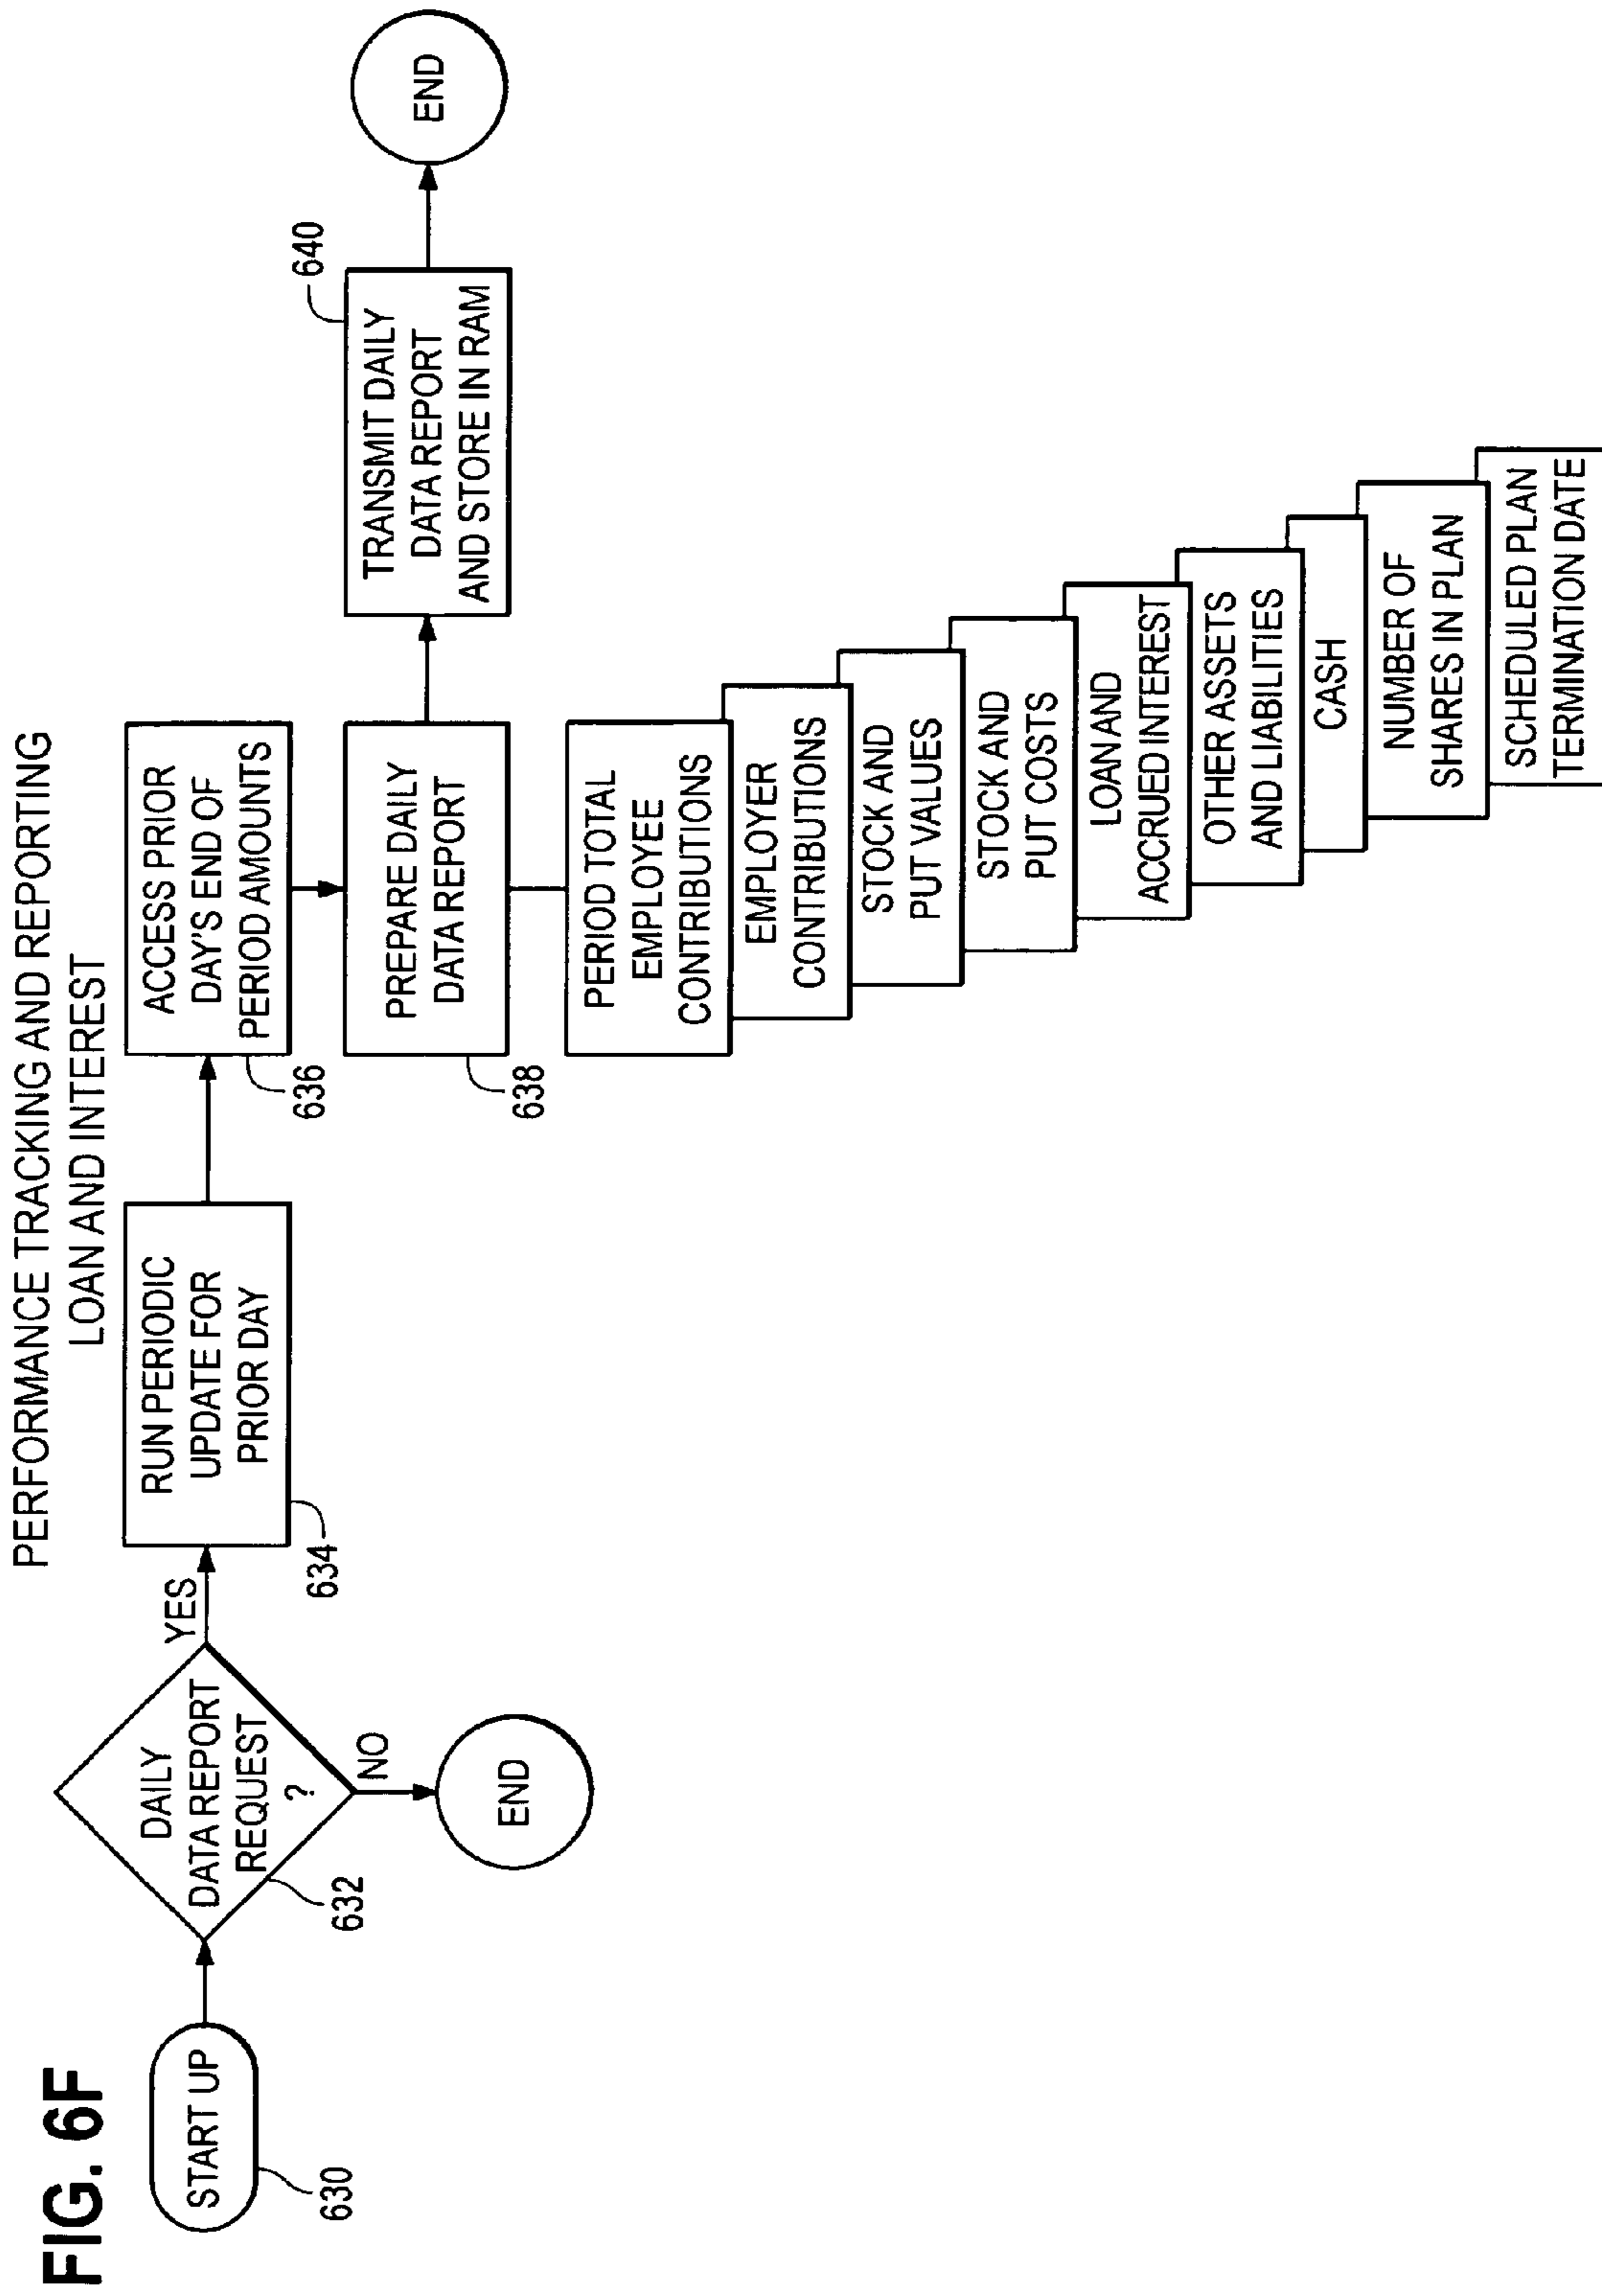 FIG. 6F
PERFORMANCE TRACKING AND REPORTING
LOAN AND INTEREST
START UP
630
DAILY
DATA REPORT
REQUEST
?
632
YES
NO
END
RUN PERIODIC
UPDATE FOR
PRIOR DAY
634
ACCESS PRIOR
DAY'S END OF
PERIOD AMOUNTS
636
PREPARE DAILY
DATA REPORT
638
TRANSMIT DAILY
DATA REPORT
AND STORE IN RAM
640
END
PERIOD TOTAL
EMPLOYEE
CONTRIBUTIONS
EMPLOYER
CONTRIBUTIONS
STOCK AND
PUT VALUES
STOCK AND
PUT COSTS
LOAN AND
ACCRUED INTEREST
OTHER ASSETS
AND LIABILITIES
CASH
NUMBER OF
SHARES IN PLAN
SCHEDULED PLAN
TERMINATION DATE